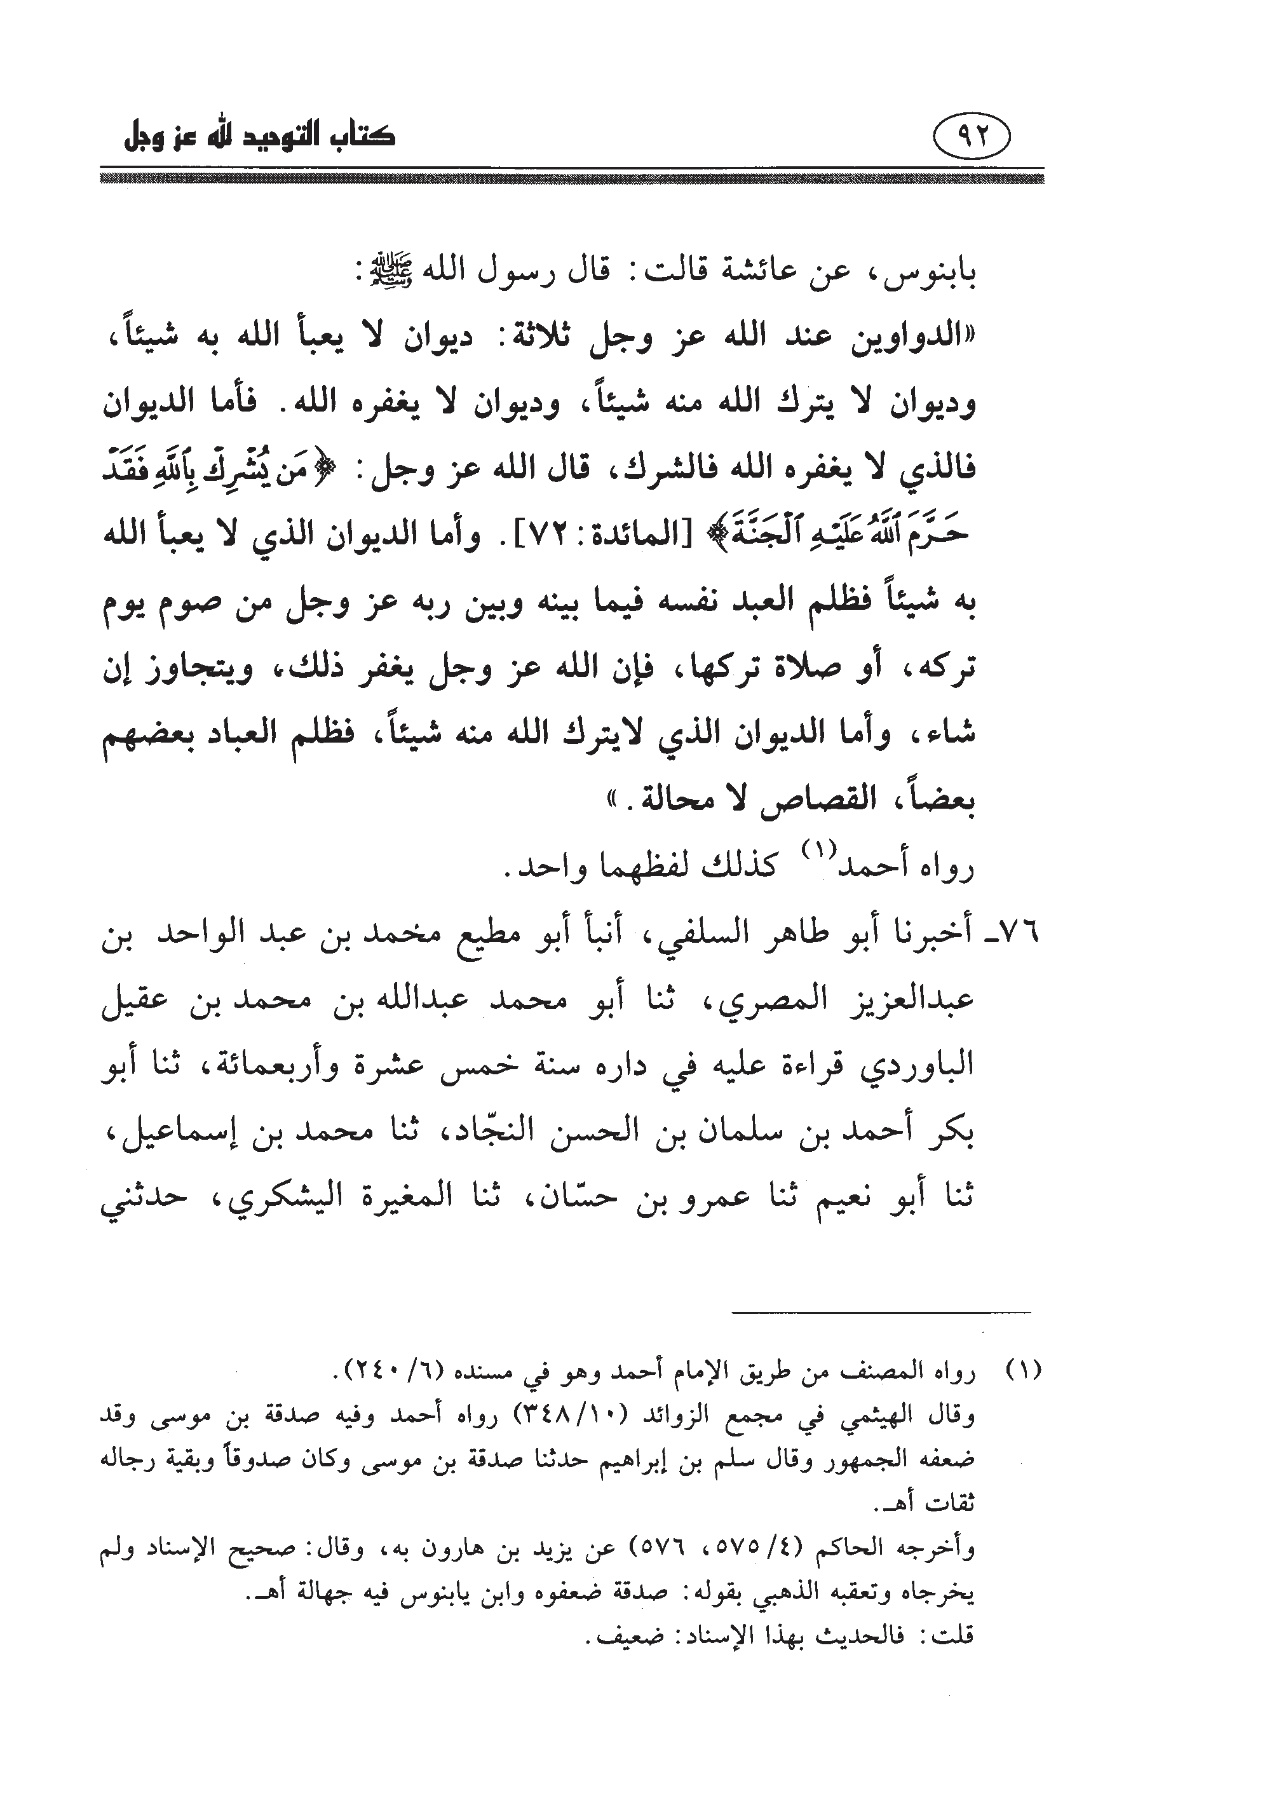 ٩٢
كتاب التوحيد لله عز وجل
بابنوس، عن عائشة قالت: قال رسول الله ﷺ:
«الدواوين عند الله عز وجل ثلاثة: ديوان لا يعبأ الله به شيئاً،
وديوان لا يترك الله منه شيئاً، وديوان لا يغفره الله. فأما الديوان
فالذي لا يغفره الله فالشرك، قال الله عز وجل: ﴿مَن يُشْرِكْ بِٱللَّهِ فَقَدْ
حَرَّمَ ٱللَّهُ عَلَيْهِ ٱلْجَنَّةَ﴾ [المائدة: ٧٢]. وأما الديوان الذي لا يعبأ الله
به شيئاً فظلم العبد نفسه فيما بينه وبين ربه عز وجل من صوم يوم
تركه، أو صلاة تركها، فإن الله عز وجل يغفر ذلك، ويتجاوز إن
شاء، وأما الديوان الذي لايترك الله منه شيئاً، فظلم العباد بعضهم
بعضاً، القصاص لا محالة.»
رواه أحمد(١) كذلك لفظهما واحد.
٧٦ـ أخبرنا أبو طاهر السلفي، أنبأ أبو مطيع مخمد بن عبد الواحد بن
عبدالعزيز المصري، ثنا أبو محمد عبدالله بن محمد بن عقيل
الباوردي قراءة عليه في داره سنة خمس عشرة وأربعمائة، ثنا أبو
بكر أحمد بن سلمان بن الحسن النجّاد، ثنا محمد بن إسماعيل،
ثنا أبو نعيم ثنا عمرو بن حسّان، ثنا المغيرة اليشكري، حدثني
(١) رواه المصنف من طريق الإمام أحمد وهو في مسنده (٦/ ٢٤٠).
وقال الهيثمي في مجمع الزوائد (١٠/ ٣٤٨) رواه أحمد وفيه صدقة بن موسى وقد
ضعفه الجمهور وقال سلم بن إبراهيم حدثنا صدقة بن موسى وكان صدوقاً وبقية رجاله
ثقات أهـ.
وأخرجه الحاكم (٤/ ٥٧٥، ٥٧٦) عن يزيد بن هارون به، وقال: صحيح الإسناد ولم
يخرجاه وتعقبه الذهبي بقوله: صدقة ضعفوه وابن يابنوس فيه جهالة أهـ.
قلت: فالحديث بهذا الإسناد: ضعيف.